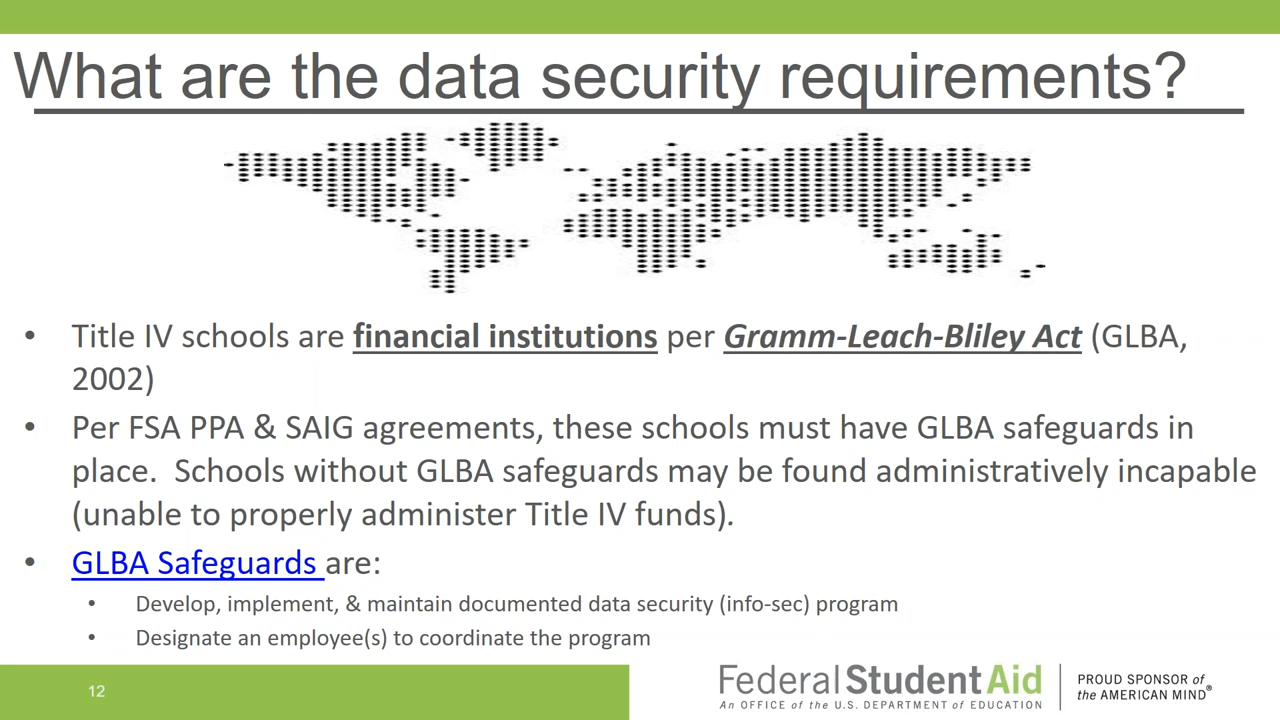 What are the data security requirements?
• Title IV schools are financial institutions per Gramm-Leach-Bliley Act (GLBA,
2002)
• Per FSA PPA & SAIG agreements, these schools must have GLBA safeguards in
place. Schools without GLBA safeguards may be found administratively incapable
(unable to properly administer Title IV funds).
• GLBA Safeguards are:
• Develop, implement, & maintain documented data security (info-sec) program
• Designate an employee(s) to coordinate the program
12
Federal Student Aid
An OFFICE of the U.S. DEPARTMENT of EDUCATION
PROUD SPONSOR of
the AMERICAN MIND®